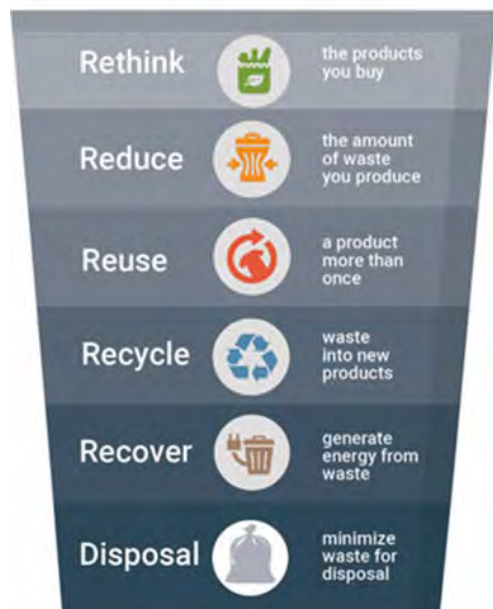 Rethink
the products
you buy
Reduce
the amount
of waste
you produce
Reuse
a product
more than
once
Recycle
waste
into new
products
Recover
generate
energy from
waste
Disposal
minimize
waste for
disposal